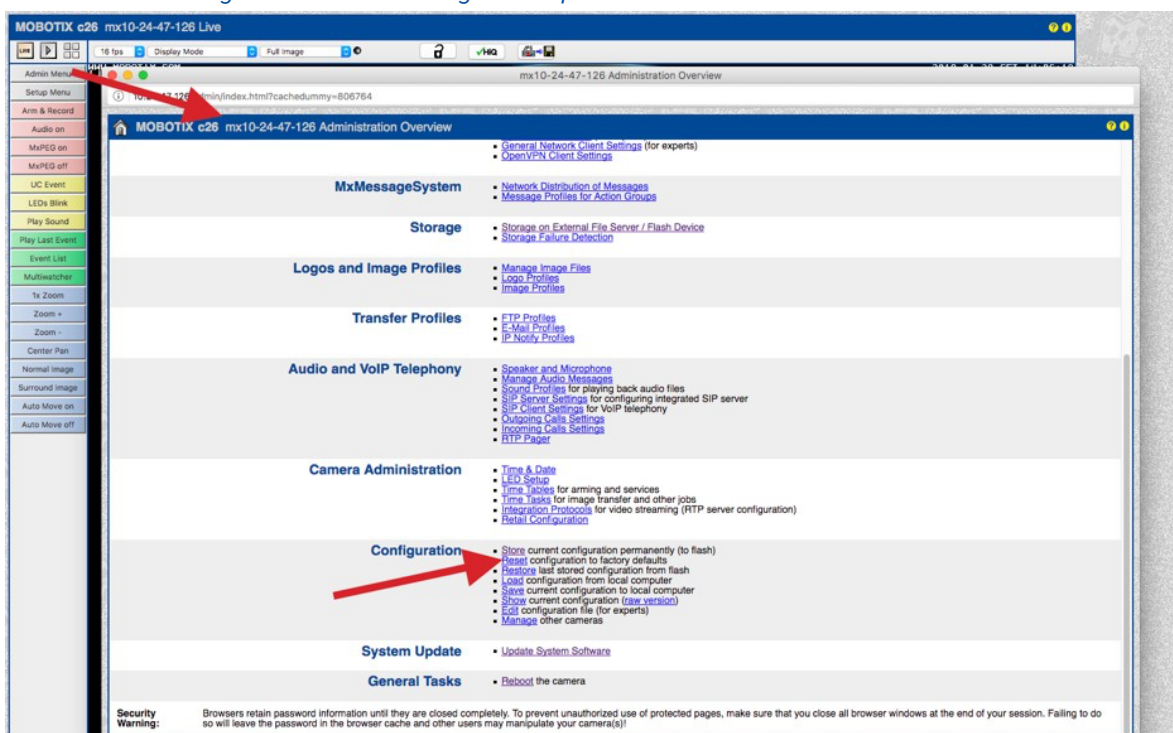 MOBOTIX c26 mx10-24-47-126 Live
LIVE
16 fps Display Mode Full Image
HQ
Admin Menu
mx10-24-47-126 Administration Overview
Setup Menu
Arm & Record
Audio on
MxPEG on
MxPEG off
UC Event
LEDs Blink
Play Sound
Play Last Event
Event List
Multiwatcher
1x Zoom
Zoom +
Zoom -
Center Pan
Normal Image
Surround Image
Auto Move on
Auto Move off
min/index.html?cachedummy=806764
MOBOTIX c26 mx10-24-47-126 Administration Overview
General Network Client Settings (for experts)
OpenVPN Client Settings
MxMessageSystem
Network Distribution of Messages
Message Profiles for Action Groups
Storage
Storage on External File Server / Flash Device
Storage Failure Detection
Logos and Image Profiles
Manage Image Files
Logo Profiles
Image Profiles
Transfer Profiles
FTP Profiles
E-Mail Profiles
IP Notify Profiles
Audio and VoIP Telephony
Speaker and Microphone
Manage Audio Messages
Sound Profiles for playing back audio files
SIP Server Settings for configuring integrated SIP server
SIP Client Settings for VoIP telephony
Outgoing Calls Settings
Incoming Calls Settings
RTP Pager
Camera Administration
Time & Date
LED Setup
Time Tables for arming and services
Time Tasks for image transfer and other jobs
Integration Protocols for video streaming (RTP server configuration)
Retail Configuration
Configuration
Store current configuration permanently (to flash)
Reset configuration to factory defaults
Restore last stored configuration from flash
Load configuration from local computer
Save current configuration to local computer
Show current configuration (raw version)
Edit configuration file (for experts)
Manage other cameras
System Update
Update System Software
General Tasks
Reboot the camera
Security Warning:
Browsers retain password information until they are closed completely. To prevent unauthorized use of protected pages, make sure that you close all browser windows at the end of your session. Failing to do
so will leave the password in the browser cache and other users may manipulate your camera(s)!